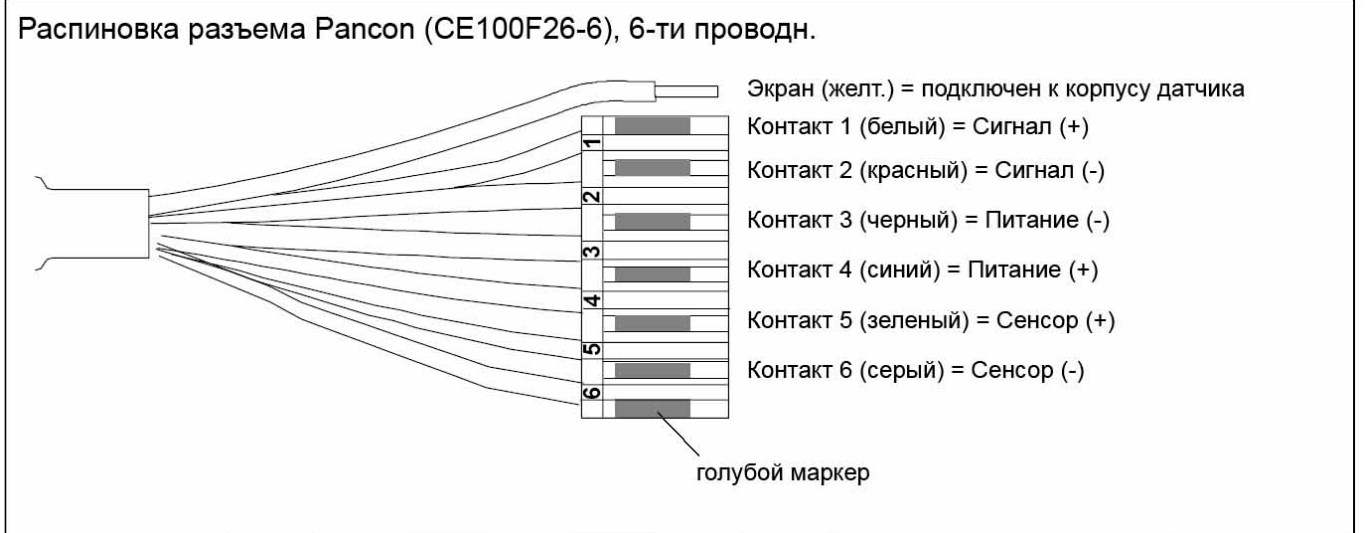 Распиновка разъема Pancon (CE100F26-6), 6-ти проводн.
Экран (желт.) = подключен к корпусу датчика
Контакт 1 (белый) = Сигнал (+)
Контакт 2 (красный) = Сигнал (-)
Контакт 3 (черный) = Питание (-)
Контакт 4 (синий) = Питание (+)
Контакт 5 (зеленый) = Сенсор (+)
Контакт 6 (серый) = Сенсор (-)
1
2
3
4
5
6
голубой маркер